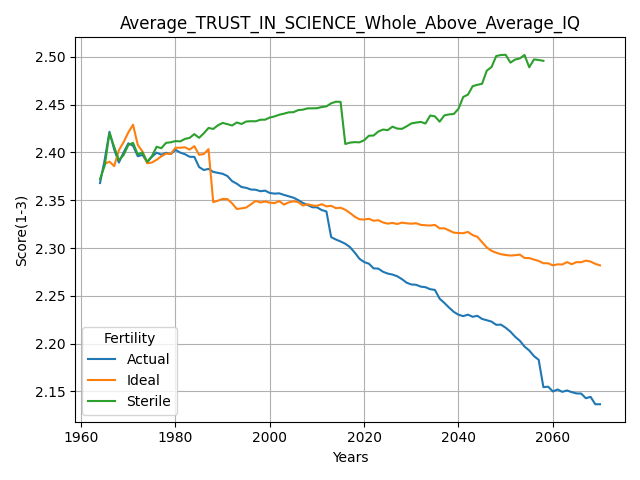 Average_TRUST_IN_SCIENCE_Whole_Above_Average_IQ
Score(1-3)
2.50
2.45
2.40
2.35
2.30
2.25
2.20
2.15
Fertility
Actual
Ideal
Sterile
1960
1980
2000
2020
2040
2060
Years